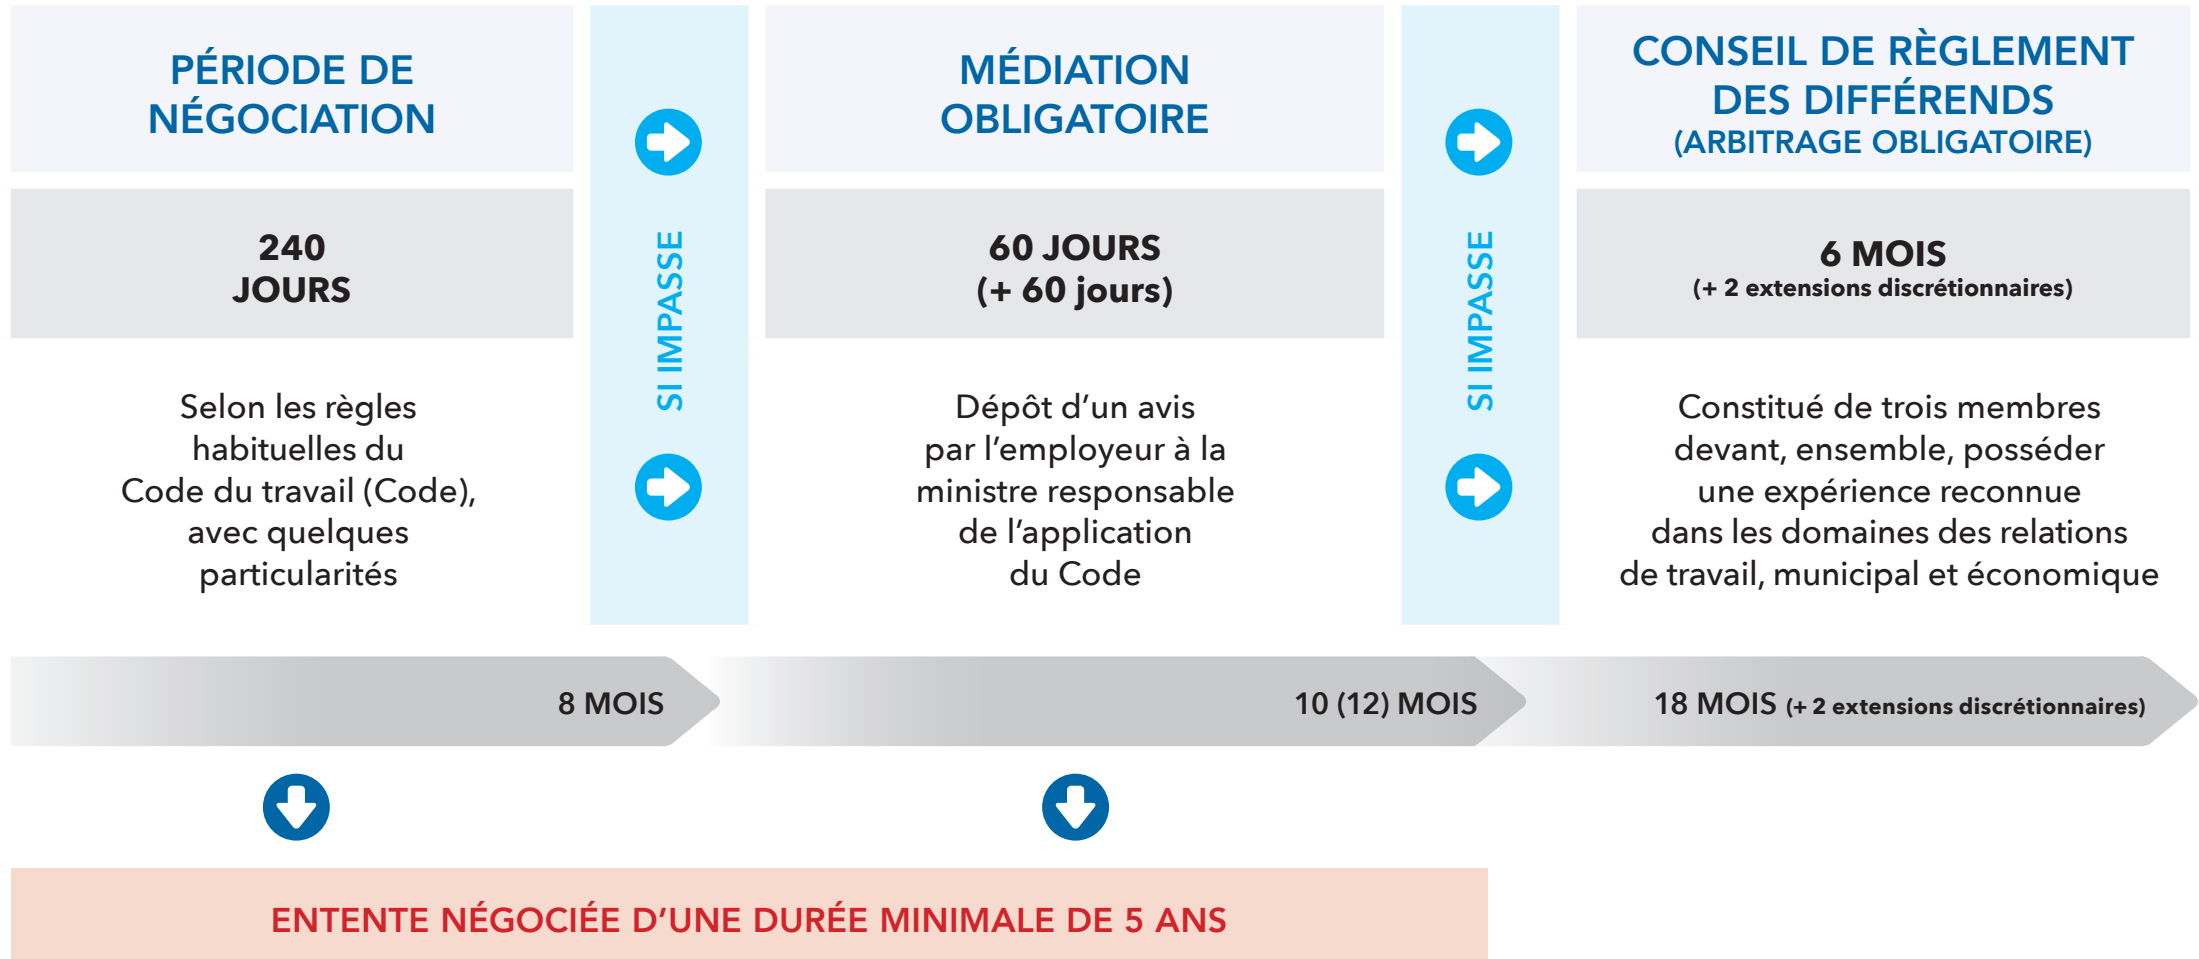 PÉRIODE DE
NÉGOCIATION
240
JOURS
Selon les règles
habituelles du
Code du travail (Code),
avec quelques
particularités
SI IMPASSE
MÉDIATION
OBLIGATOIRE
60 JOURS
(+ 60 jours)
Dépôt d’un avis
par l’employeur à la
ministre responsable
de l’application
du Code
SI IMPASSE
CONSEIL DE RÈGLEMENT
DES DIFFÉRENDS
(ARBITRAGE OBLIGATOIRE)
6 MOIS
(+ 2 extensions discrétionnaires)
Constitué de trois membres
devant, ensemble, posséder
une expérience reconnue
dans les domaines des relations
de travail, municipal et économique
8 MOIS
10 (12) MOIS
18 MOIS (+ 2 extensions discrétionnaires)
ENTENTE NÉGOCIÉE D’UNE DURÉE MINIMALE DE 5 ANS